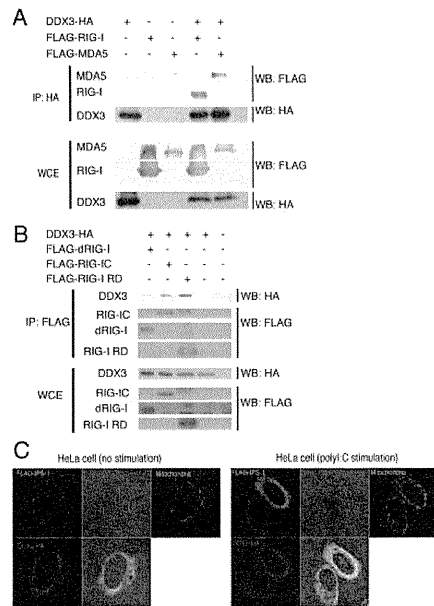 A
DDX3-HA + - - + + -
FLAG-RIG-I - + - + - -
FLAG-MDA5 - - + - + -
IP: HA
MDA5
RIG-I
WB: FLAG
DDX3
WB: HA
WCE
MDA5
RIG-I
WB: FLAG
DDX3
WB: HA
B
DDX3-HA + + + + -
FLAG-dRIG-I + - - - -
FLAG-RIG-IC - + - - -
FLAG-RIG-I RD - - + - -
IP: FLAG
DDX3
WB: HA
RIG-IC
dRIG-I
RIG-I RD
WB: FLAG
WCE
DDX3
WB: HA
RIG-IC
dRIG-I
RIG-I RD
WB: FLAG
C
HeLa cell (no stimulation)
HeLa cell (polyI:C stimulation)
Mitochondria
Mitochondria